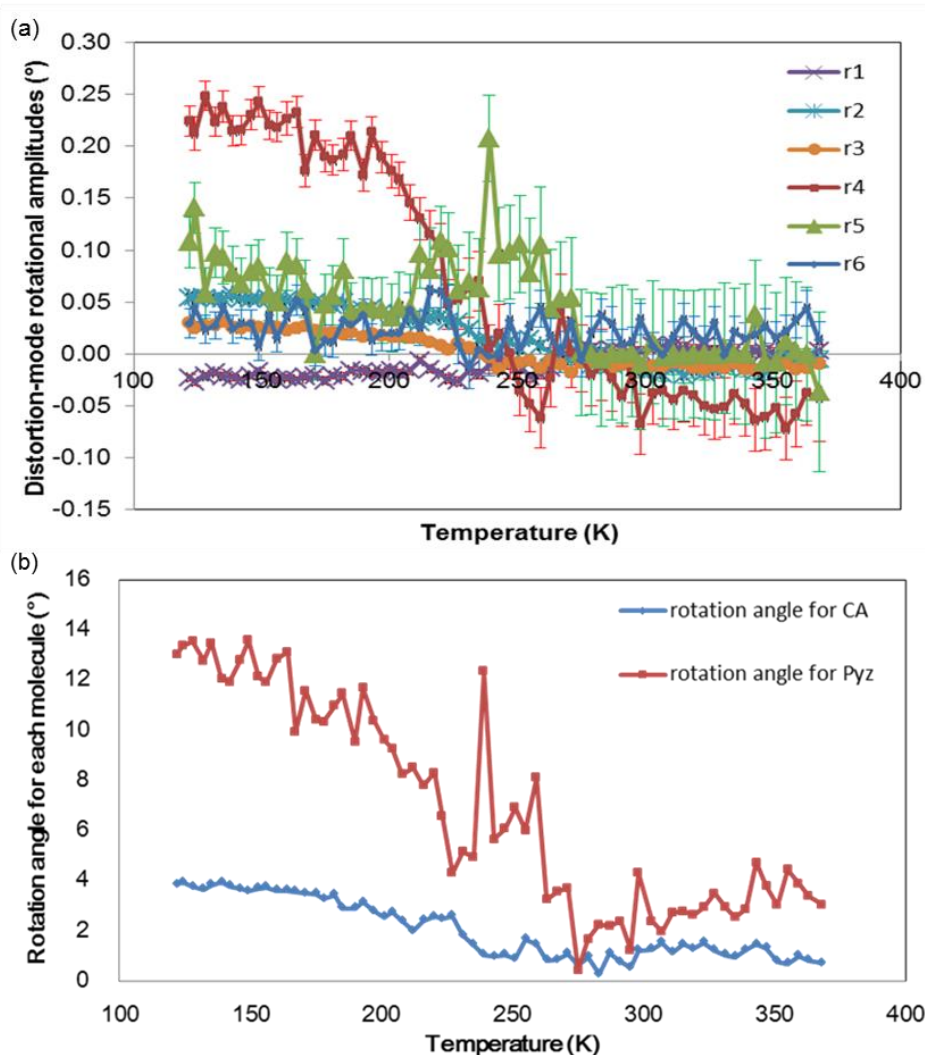 (a)
0.30
0.25
0.20
0.15
0.10
0.05
0.00
-0.05
-0.10
-0.15
Distortion-mode rotational amplitudes (°)
100 150 200 250 300 350 400
Temperature (K)
r1
r2
r3
r4
r5
r6
(b)
16
14
12
10
8
6
4
2
0
Rotation angle for each molecule (°)
100 150 200 250 300 350 400
Temperature (K)
rotation angle for CA
rotation angle for Pyz